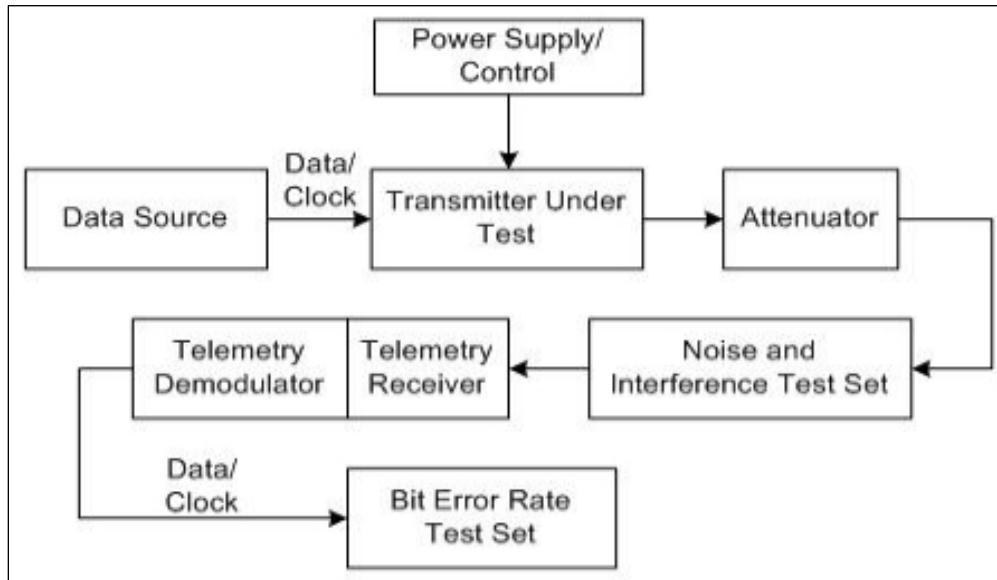 Power Supply/
Control
Data/
Clock
Data Source
Transmitter Under
Test
Attenuator
Telemetry
Demodulator
Telemetry
Receiver
Noise and
Interference Test Set
Data/
Clock
Bit Error Rate
Test Set